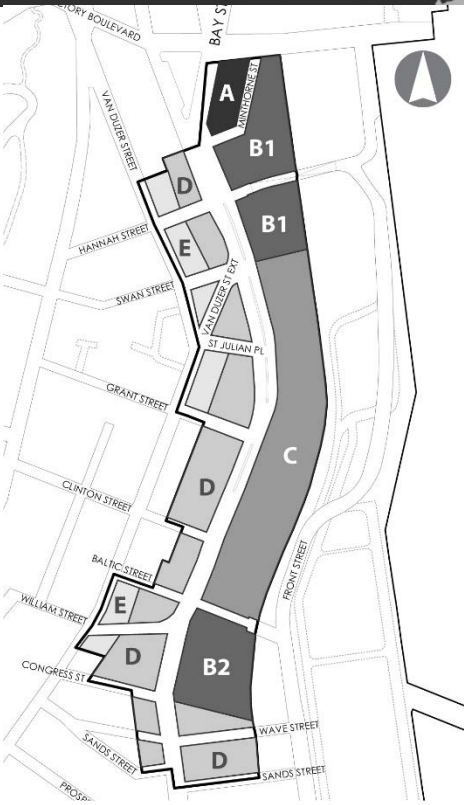 TORY BOULEVARD
BAY S
VAN DUZER STREET
A
MINTHORNE ST
B1
D
B1
HANNAH STREET
E
VAN DUZER ST EXT
SWAN STREET
ST JULIAN PL
GRANT STREET
C
D
CLINTON STREET
FRONT STREET
BALTIC STREET
E
WILLIAM STREET
D
B2
CONGRESS ST
WAVE STREET
SANDS STREET
D
SANDS STREET
PROSP